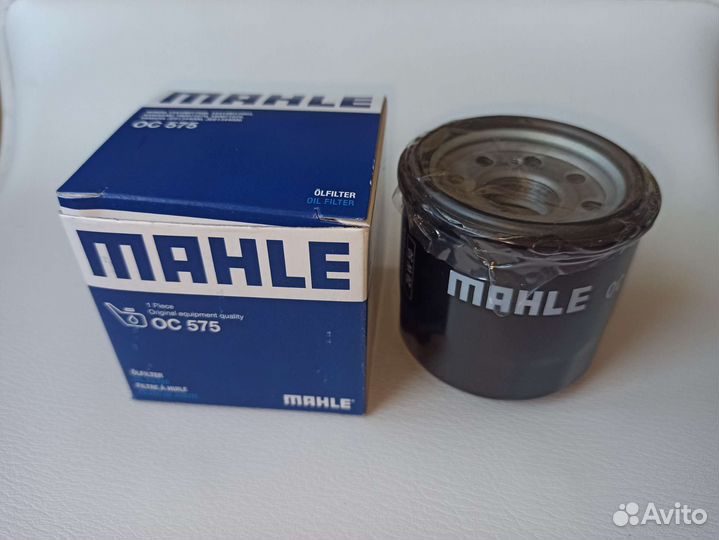 MAHLE
OC 575
ÖLFILTER
OIL FILTER
MAHLE
1 Piece
Original equipment quality
OC 575
ÖLFILTER
FILTRE À HUILE
MAHLE
MAHLE
Avito